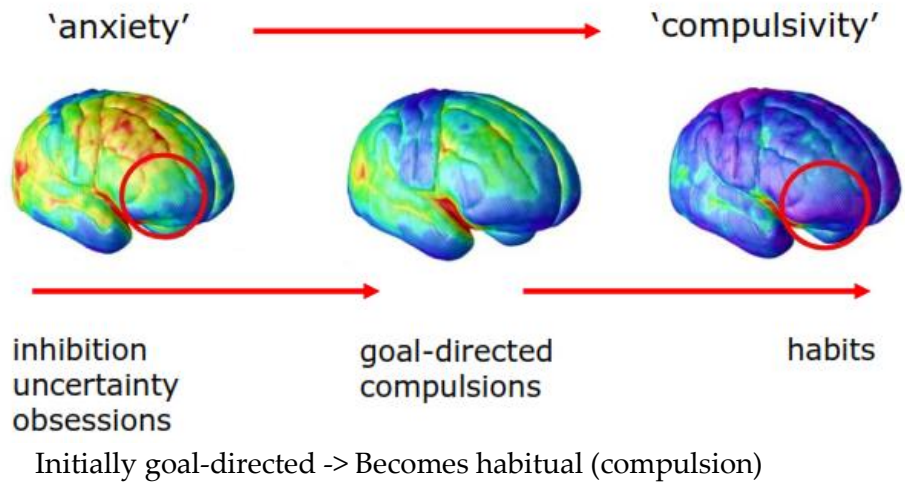 ‘anxiety’
‘compulsivity’
inhibition
uncertainty
obsessions
goal-directed
compulsions
habits
Initially goal-directed -> Becomes habitual (compulsion)